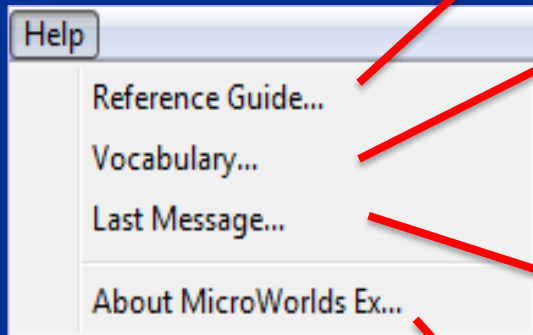 Help
Reference Guide...
Vocabulary...
Last Message...
About MicroWorlds Ex...